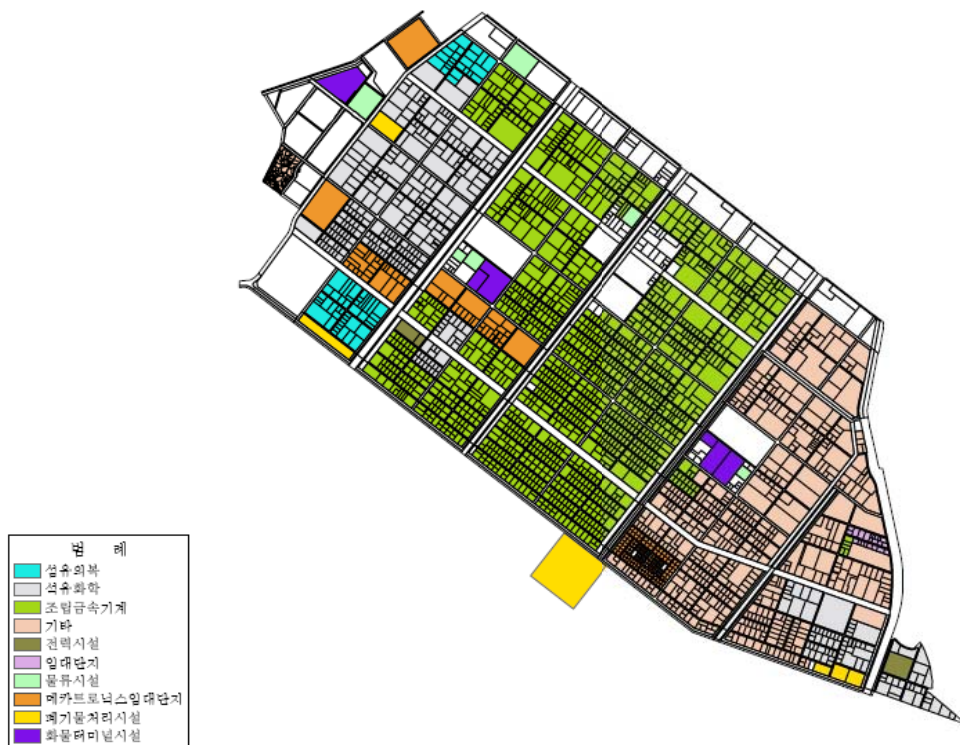 범 례
섬유의복
석유화학
조립금속기계
기타
전력시설
임대단지
물류시설
메카트로닉스임대단지
폐기물처리시설
화물터미널시설